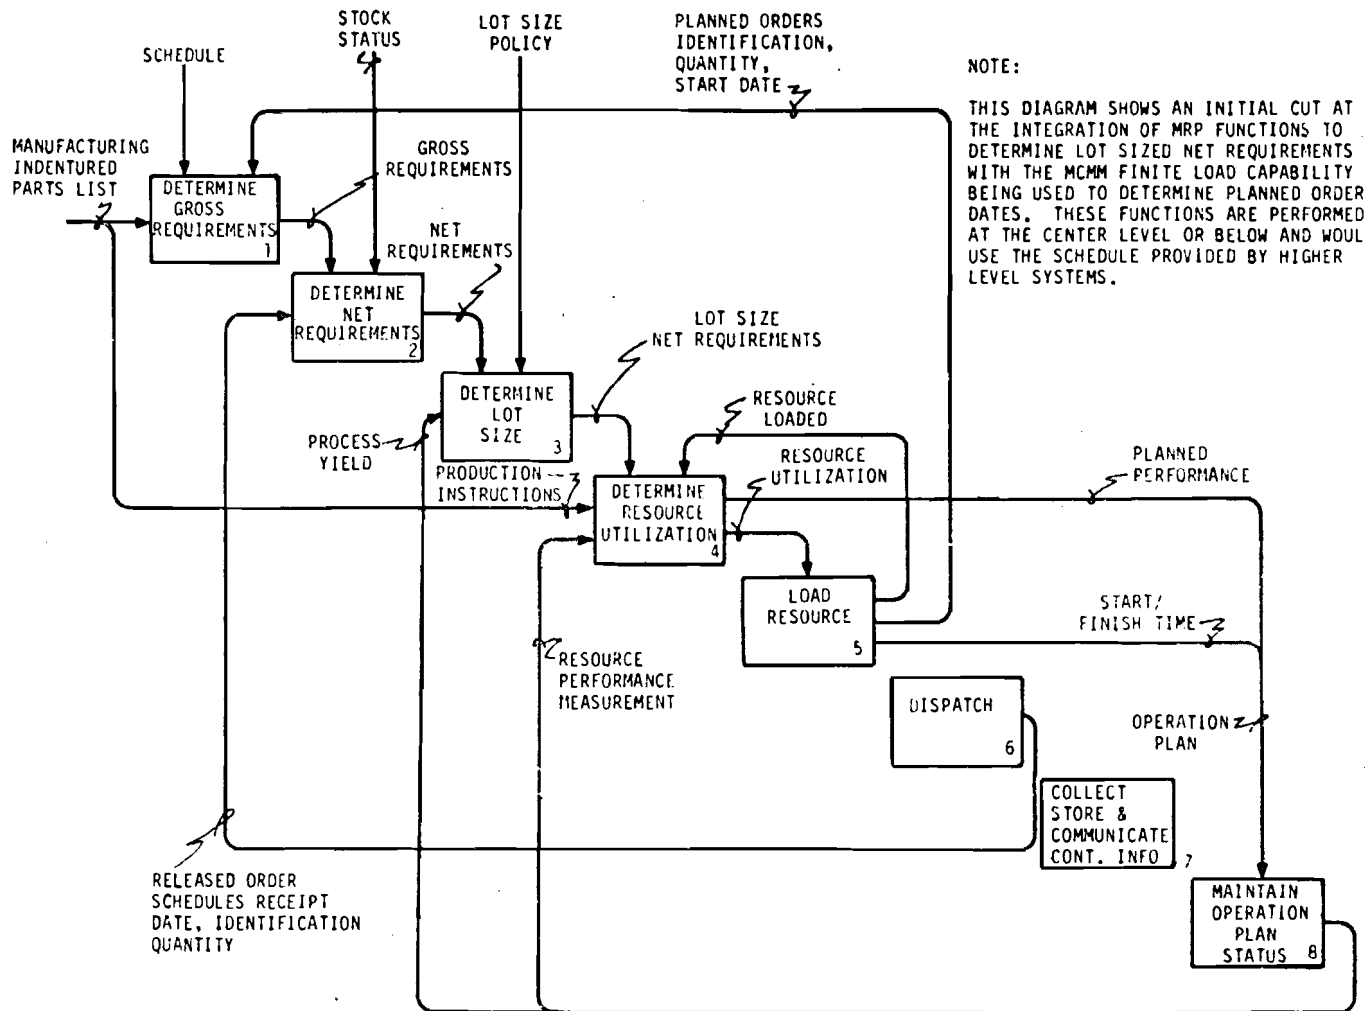 STOCK
STATUS
LOT SIZE
POLICY
PLANNED ORDERS
IDENTIFICATION,
QUANTITY,
START DATE
SCHEDULE
NOTE:
THIS DIAGRAM SHOWS AN INITIAL CUT AT
THE INTEGRATION OF MRP FUNCTIONS TO
DETERMINE LOT SIZED NET REQUIREMENTS
WITH THE MCMM FINITE LOAD CAPABILITY
BEING USED TO DETERMINE PLANNED ORDER
DATES. THESE FUNCTIONS ARE PERFORMED
AT THE CENTER LEVEL OR BELOW AND WOUL
USE THE SCHEDULE PROVIDED BY HIGHER
LEVEL SYSTEMS.
MANUFACTURING
INDENTURED
PARTS LIST
GROSS
REQUIREMENTS
DETERMINE
GROSS
REQUIREMENTS
1
NET
REQUIREMENTS
DETERMINE
NET
REQUIREMENTS
2
LOT SIZE
NET REQUIREMENTS
DETERMINE
LOT
SIZE
3
RESOURCE
LOADED
PROCESS
YIELD
RESOURCE
UTILIZATION
PLANNED
PERFORMANCE
PRODUCTION
INSTRUCTIONS
DETERMINE
RESOURCE
UTILIZATION
4
LOAD
RESOURCE
5
START/
FINISH TIME
RESOURCE
PERFORMANCE
MEASUREMENT
DISPATCH
6
OPERATION
PLAN
COLLECT
STORE &
COMMUNICATE
CONT. INFO
7
RELEASED ORDER
SCHEDULES RECEIPT
DATE, IDENTIFICATION
QUANTITY
MAINTAIN
OPERATION
PLAN
STATUS
8